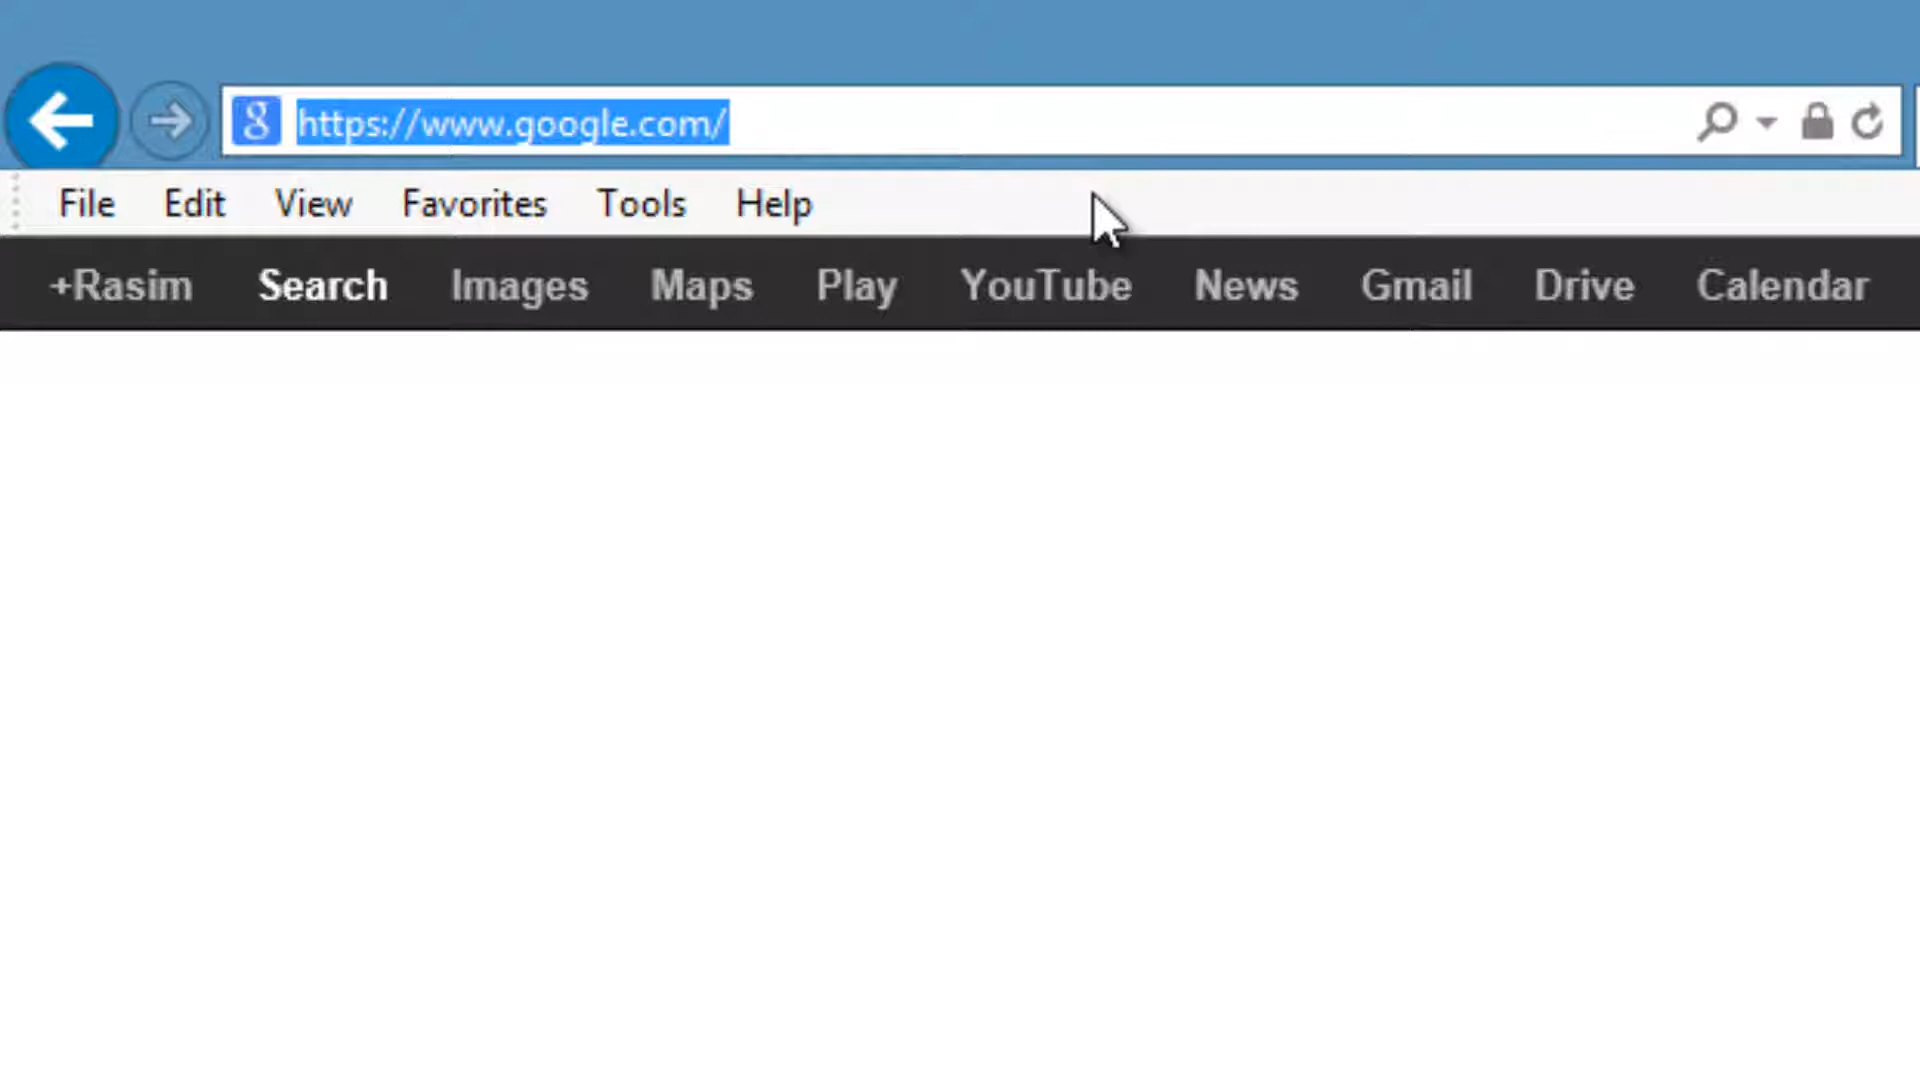 g https://www.google.com/
File Edit View Favorites Tools Help
+Rasim Search Images Maps Play YouTube News Gmail Drive Calendar